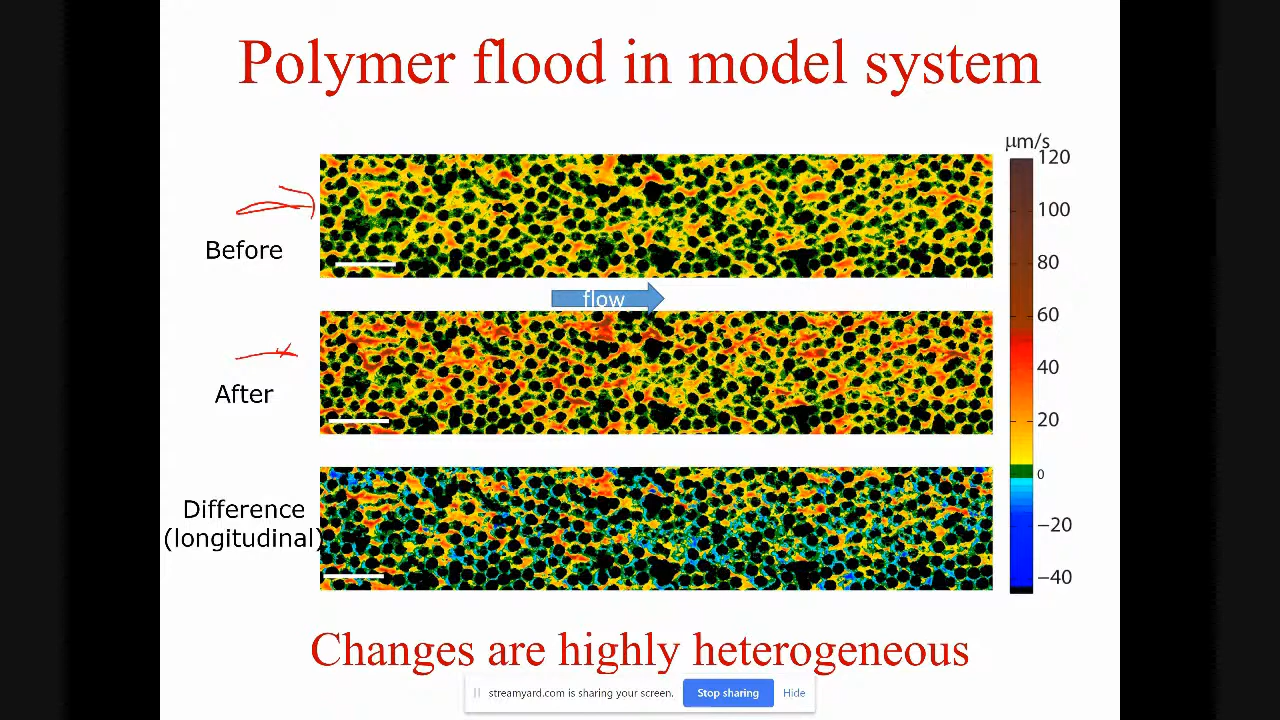 Polymer flood in model system
μm/s
120
100
80
60
40
20
0
−20
−40
Before
flow
After
Difference
(longitudinal)
Changes are highly heterogeneous
streamyard.com is sharing your screen.
Stop sharing
Hide